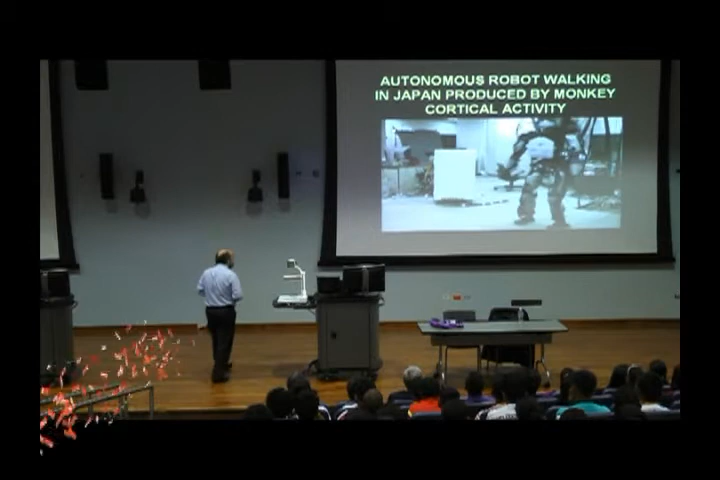 AUTONOMOUS ROBOT WALKING
IN JAPAN PRODUCED BY MONKEY
CORTICAL ACTIVITY